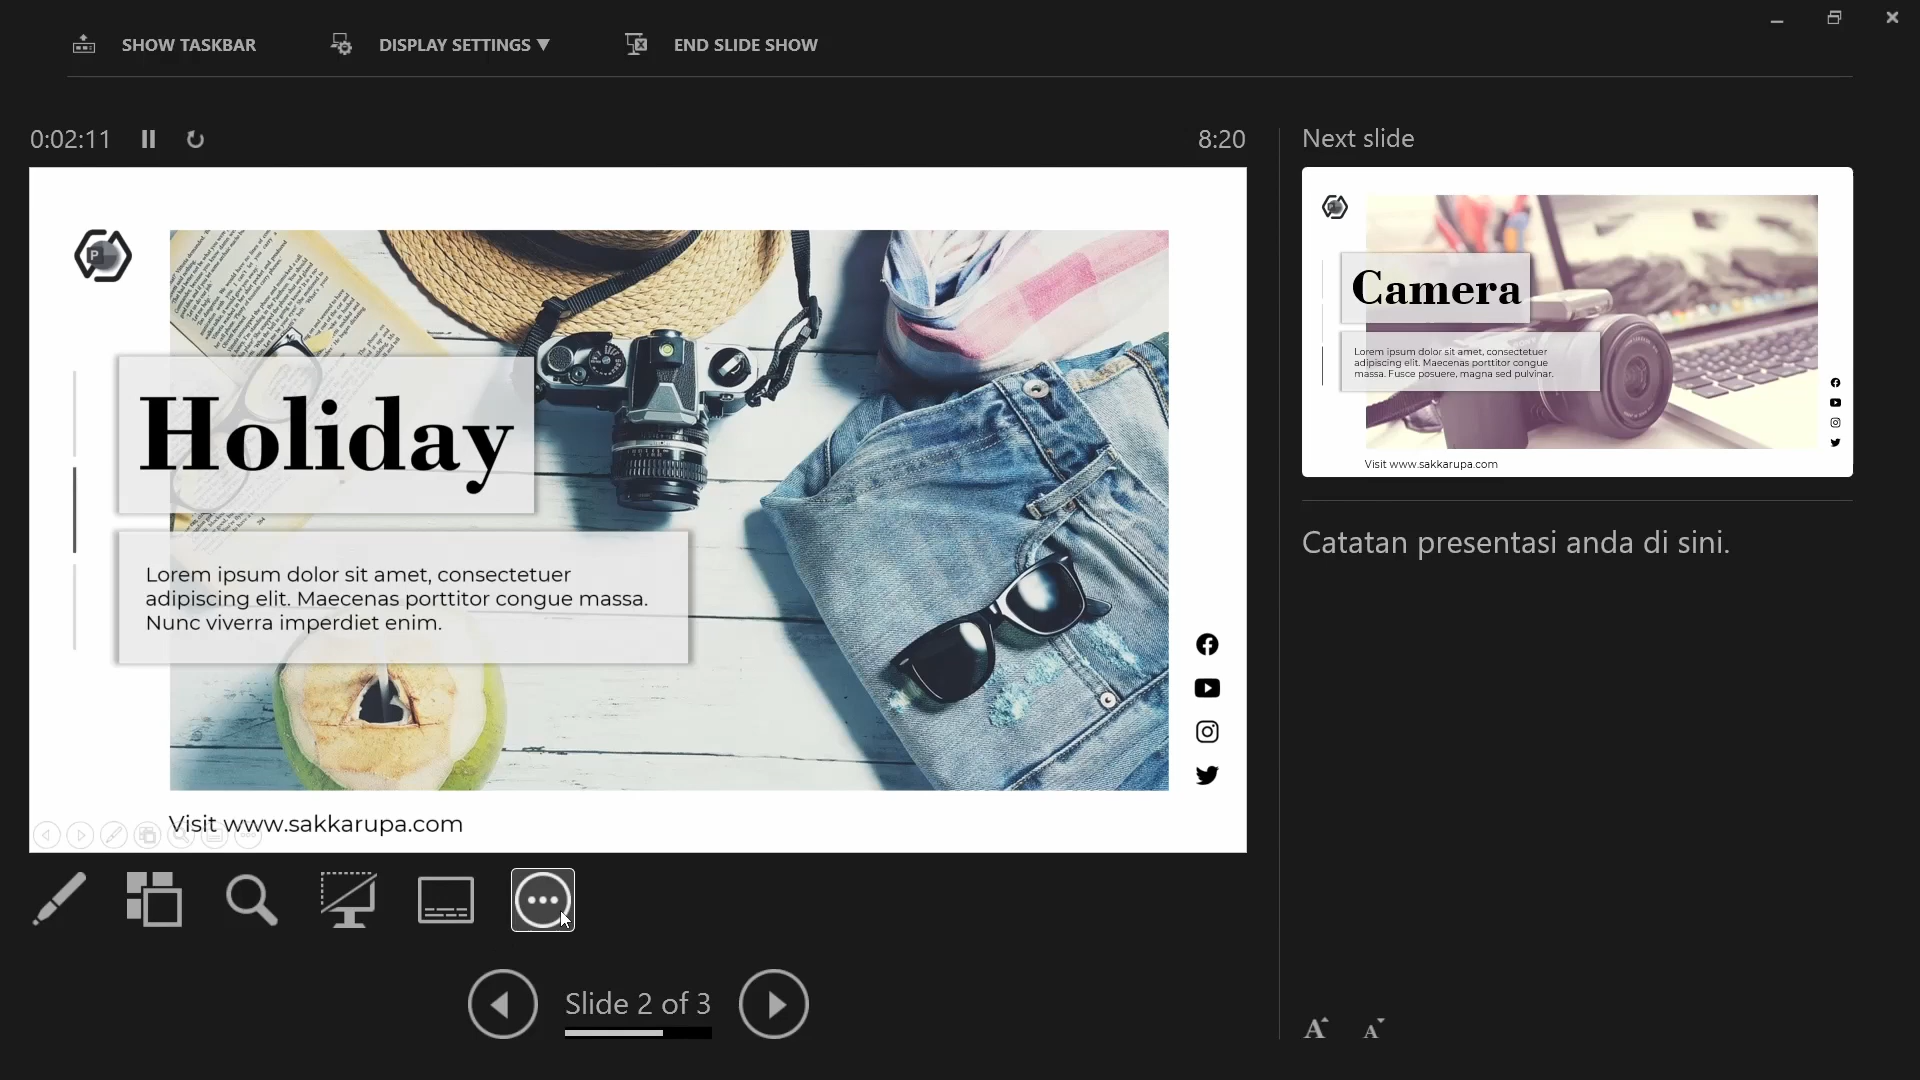 SHOW TASKBAR
DISPLAY SETTINGS ▼
END SLIDE SHOW
0:02:11
8:20
P
Holiday
Lorem ipsum dolor sit amet, consectetuer
adipiscing elit. Maecenas porttitor congue massa.
Nunc viverra imperdiet enim.
Visit www.sakkarupa.com
Slide 2 of 3
Next slide
Camera
Lorem ipsum dolor sit amet, consectetuer
adipiscing elit. Maecenas porttitor congue
massa. Fusce posuere, magna sed pulvinar.
Visit www.sakkarupa.com
Catatan presentasi anda di sini.
A A